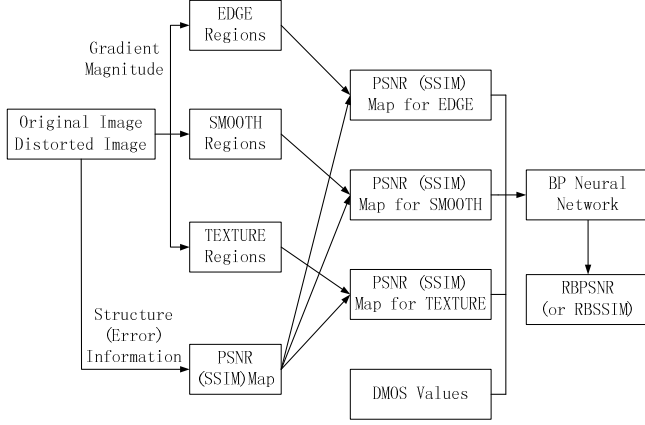 EDGE
Regions
Gradient
Magnitude
PSNR (SSIM)
Map for EDGE
Original Image
Distorted Image
SMOOTH
Regions
PSNR (SSIM)
Map for SMOOTH
BP Neural
Network
TEXTURE
Regions
PSNR (SSIM)
Map for TEXTURE
RBPSNR
(or RBSSIM)
Structure
(Error)
Information
PSNR
(SSIM)Map
DMOS Values